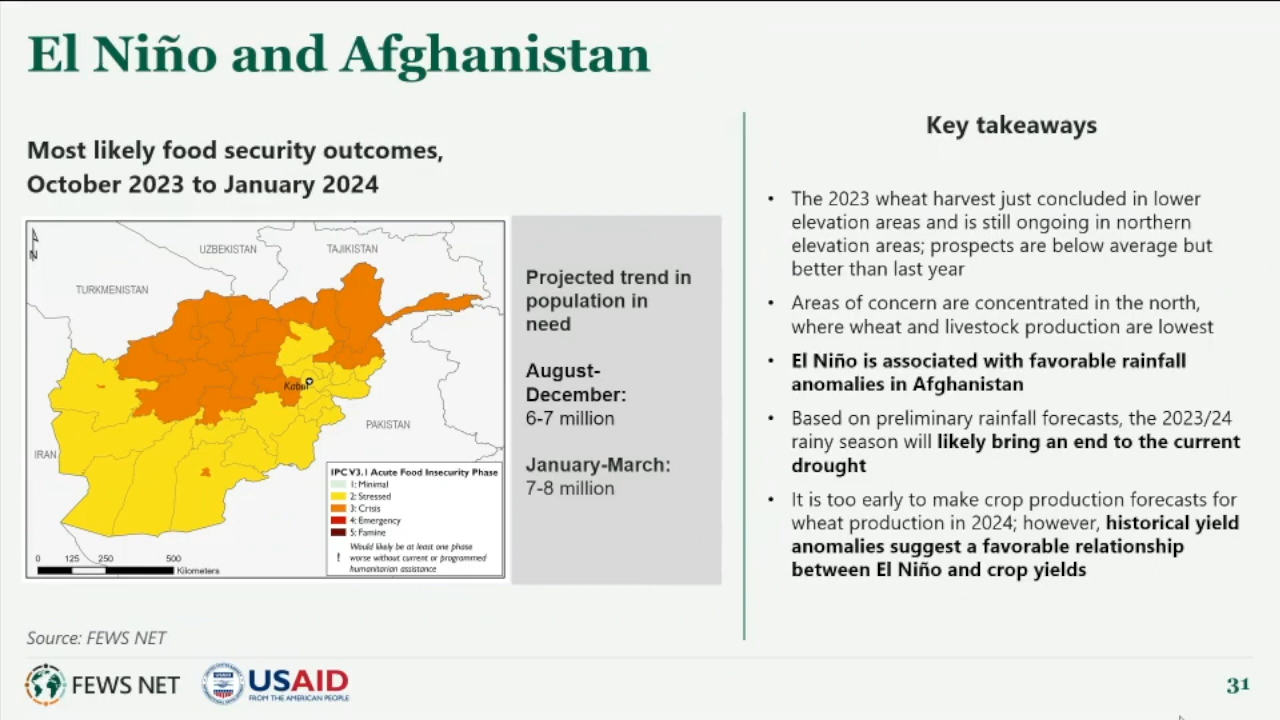 El Niño and Afghanistan
Most likely food security outcomes,
October 2023 to January 2024
N
UZBEKISTAN
TAJIKISTAN
TURKMENISTAN
Kabul
PAKISTAN
IRAN
IPC V3.1 Acute Food Insecurity Phase
1: Minimal
2: Stressed
3: Crisis
4: Emergency
5: Famine
! Would likely be at least one phase
worse without current or programmed
humanitarian assistance
0 125 250 500
Kilometers
Projected trend in
population in
need
August-
December:
6-7 million
January-March:
7-8 million
Key takeaways
• The 2023 wheat harvest just concluded in lower
elevation areas and is still ongoing in northern
elevation areas; prospects are below average but
better than last year
• Areas of concern are concentrated in the north,
where wheat and livestock production are lowest
• El Niño is associated with favorable rainfall
anomalies in Afghanistan
• Based on preliminary rainfall forecasts, the 2023/24
rainy season will likely bring an end to the current
drought
• It is too early to make crop production forecasts for
wheat production in 2024; however, historical yield
anomalies suggest a favorable relationship
between El Niño and crop yields
Source: FEWS NET
FEWS NET
USAID
FROM THE AMERICAN PEOPLE
31